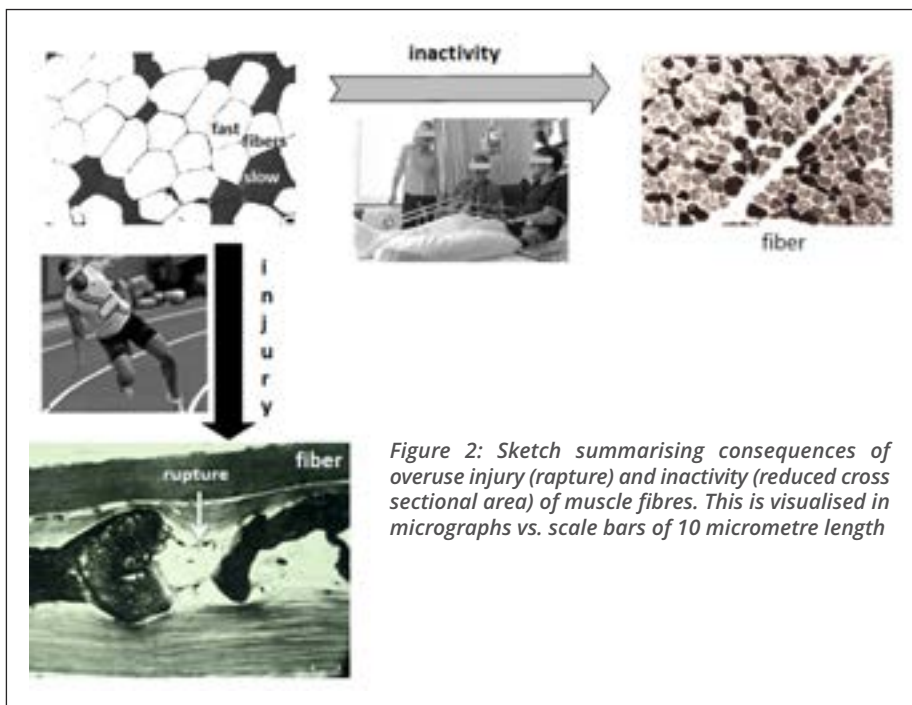 inactivity
fast
fibers
slow
fiber
i
n
j
u
r
y
fiber
rupture
Figure 2: Sketch summarising consequences of
overuse injury (rapture) and inactivity (reduced cross
sectional area) of muscle fibres. This is visualised in
micrographs vs. scale bars of 10 micrometre length